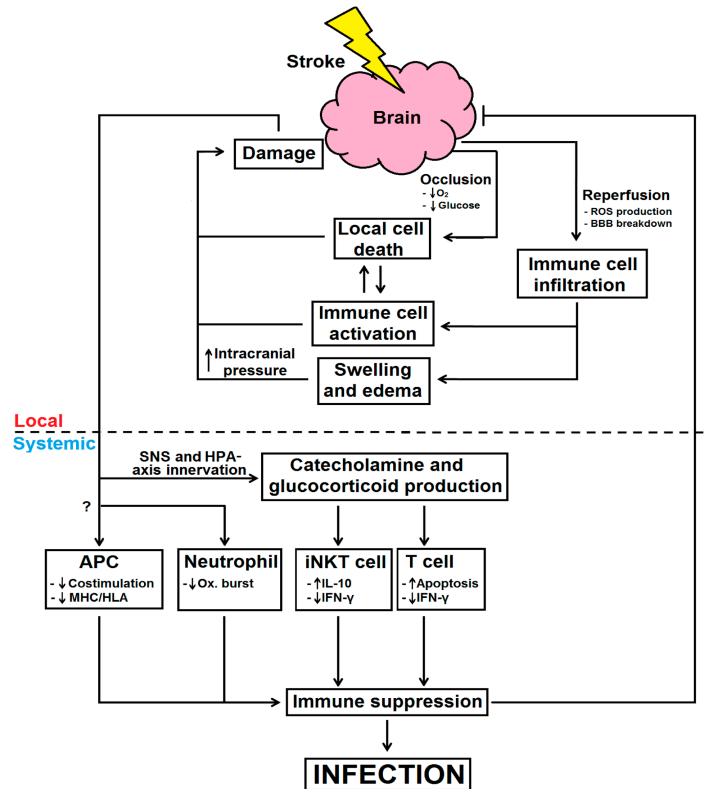 Stroke
Brain
Damage
Occlusion
- ↓O₂
- ↓ Glucose
Reperfusion
- ROS production
- BBB breakdown
Local cell
death
Immune cell
infiltration
Immune cell
activation
↑ Intracranial
pressure
Swelling
and edema
Local
Systemic
SNS and HPA-
axis innervation
Catecholamine and
glucocorticoid production
?
APC
- ↓Costimulation
- ↓ MHC/HLA
Neutrophil
-↓Ox. burst
iNKT cell
- ↑IL-10
-↓IFN-γ
T cell
- ↑Apoptosis
-↓IFN-γ
Immune suppression
INFECTION